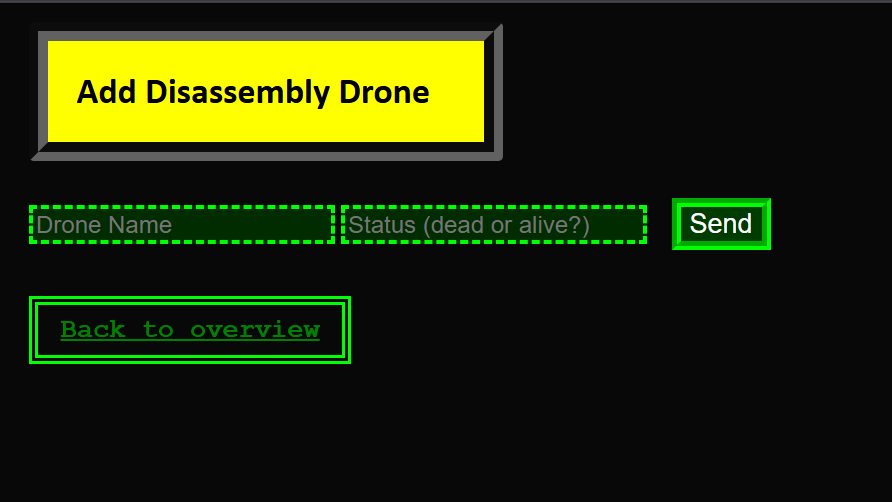 Add Disassembly Drone
Drone Name Status (dead or alive?) Send
Back to overview